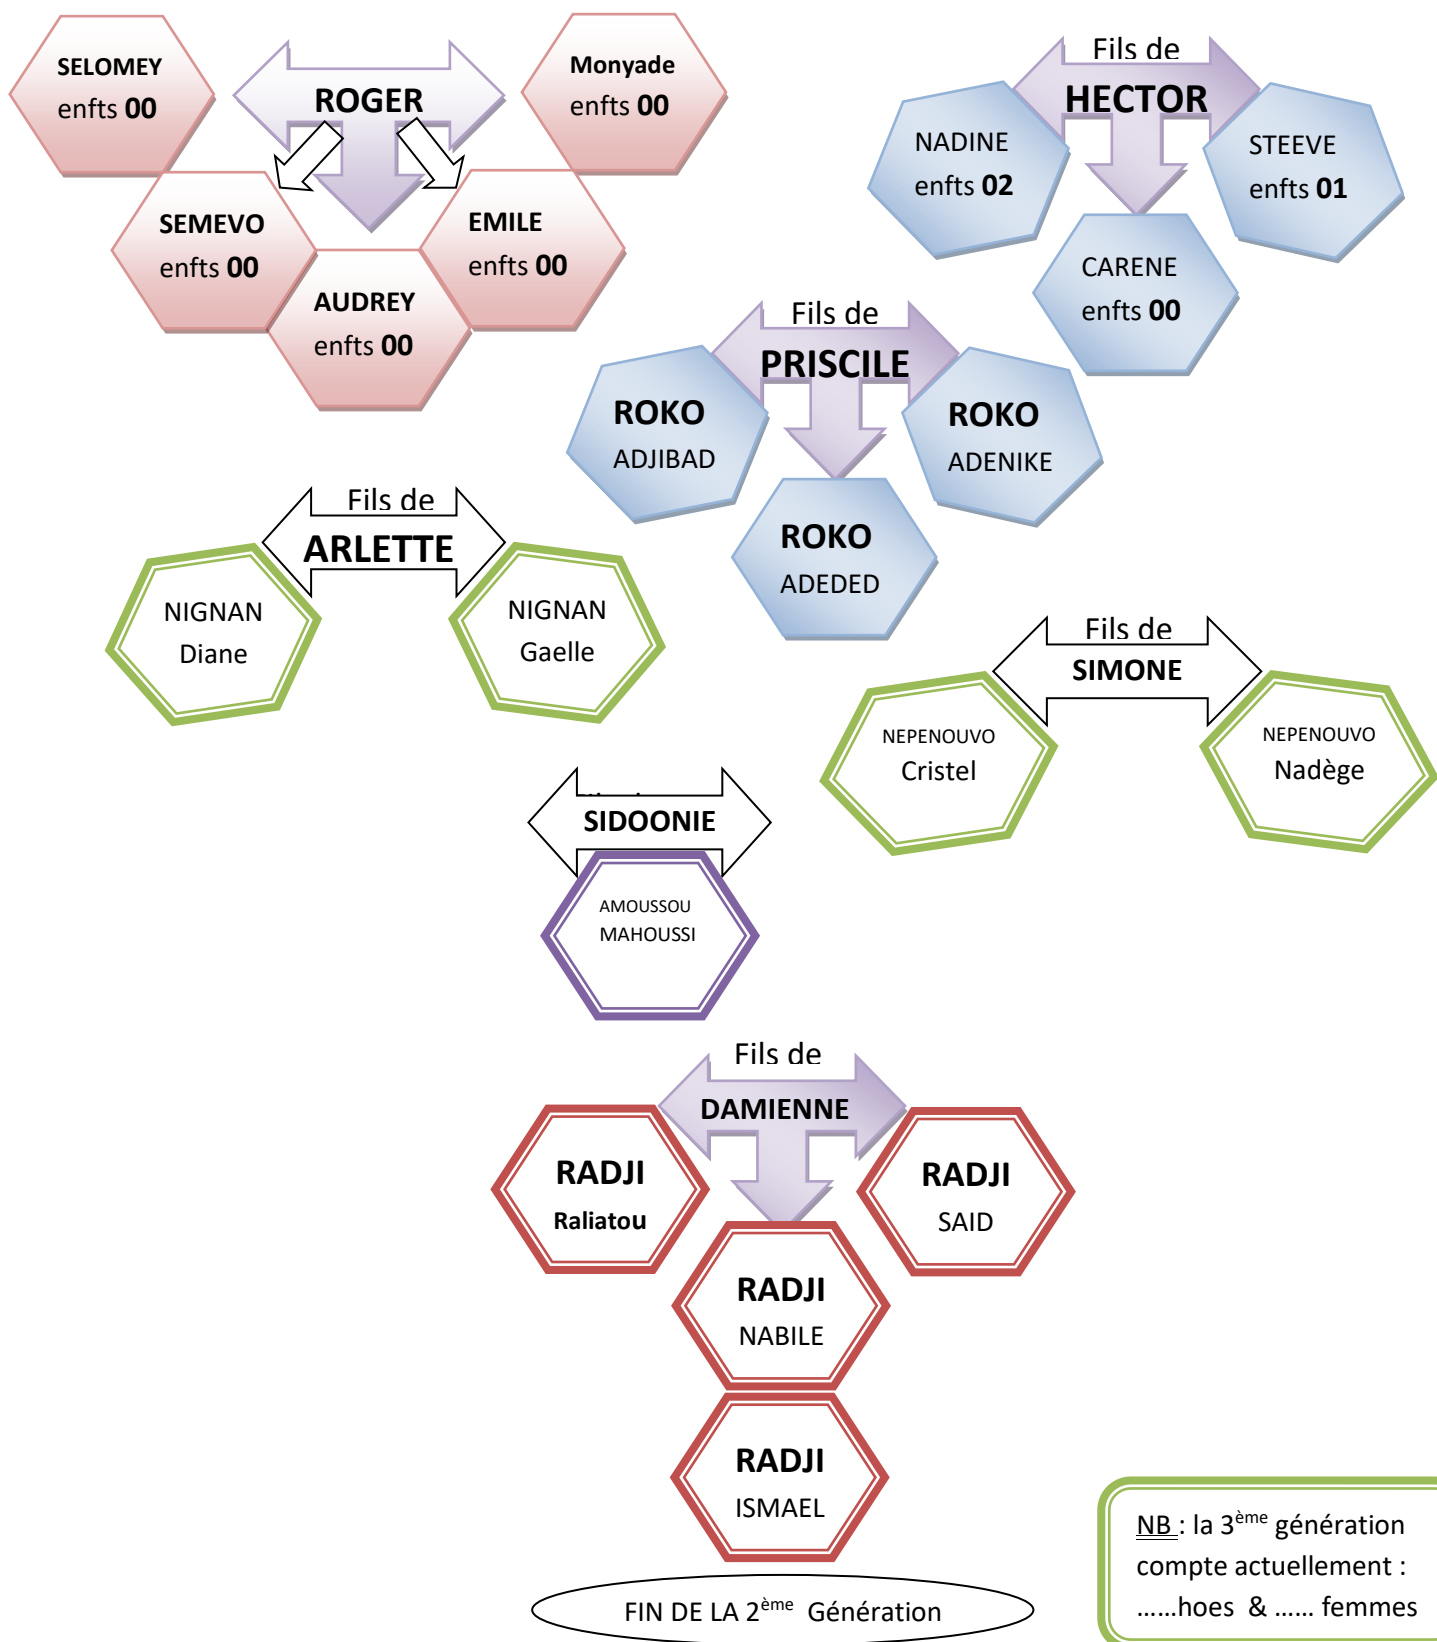 SELOMEY
enfts 00
ROGER
Monyade
enfts 00
SEMEVO
enfts 00
EMILE
enfts 00
AUDREY
enfts 00
Fils de
HECTOR
NADINE
enfts 02
STEEVE
enfts 01
CARENE
enfts 00
Fils de
PRISCILE
ROKO
ADJIBAD
ROKO
ADENIKE
ROKO
ADEDED
Fils de
ARLETTE
NIGNAN
Diane
NIGNAN
Gaelle
Fils de
SIMONE
NEPENOUVO
Cristel
NEPENOUVO
Nadège
SIDOONIE
AMOUSSOU
MAHOUSSI
Fils de
DAMIENNE
RADJI
Raliatou
RADJI
SAID
RADJI
NABILE
RADJI
ISMAEL
FIN DE LA 2ème Génération
NB : la 3ème génération
compte actuellement :
……hoes & …… femmes